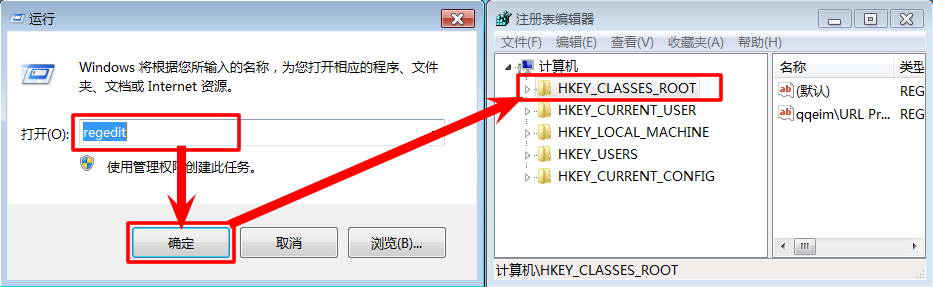 运行
Windows 将根据您所输入的名称，为您打开相应的程序、文件
夹、文档或 Internet 资源。
打开(O):
regedit
使用管理权限创建此任务。
确定
取消
浏览(B)...
注册表编辑器
文件(F) 编辑(E) 查看(V) 收藏夹(A) 帮助(H)
计算机
HKEY_CLASSES_ROOT
HKEY_CURRENT_USER
HKEY_LOCAL_MACHINE
HKEY_USERS
HKEY_CURRENT_CONFIG
名称 类型
ab (默认) REG
ab qqeim\URL Pr... REG
计算机\HKEY_CLASSES_ROOT